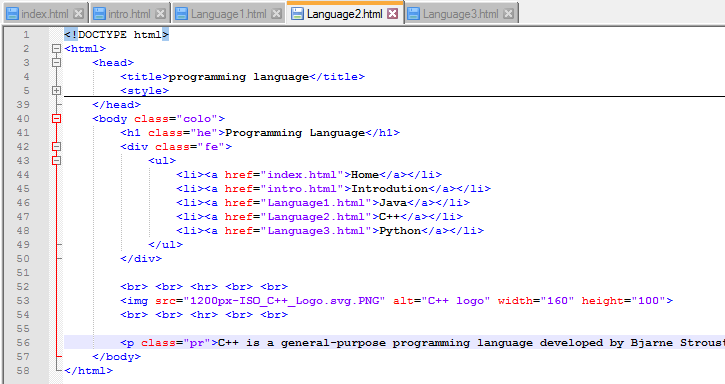 index.html intro.html Language1.html Language2.html Language3.html
1 <!DOCTYPE html>
2 <html>
3 <head>
4 <title>programming language</title>
5 <style>
39 </head>
40 <body class="colo">
41 <h1 class="he">Programming Language</h1>
42 <div class="fe">
43 <ul>
44 <li><a href="index.html">Home</a></li>
45 <li><a href="intro.html">Introdution</a></li>
46 <li><a href="Language1.html">Java</a></li>
47 <li><a href="Language2.html">C++</a></li>
48 <li><a href="Language3.html">Python</a></li>
49 </ul>
50 </div>
51
52 <br> <br> <hr> <br> <br>
53 <img src="1200px-ISO_C++_Logo.svg.PNG" alt="C++ logo" width="160" height="100">
54 <br> <br> <hr> <br> <br>
55
56 <p class="pr">C++ is a general-purpose programming language developed by Bjarne Stroust
57 </body>
58 </html>